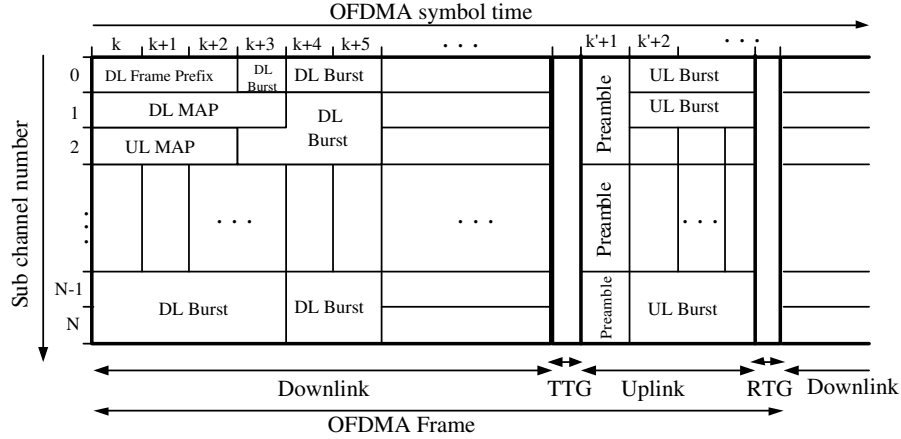 OFDMA symbol time
k k+1 k+2 k+3 k+4 k+5 . . . k'+1 k'+2 . . .
Sub channel number
0
1
2
. . .
N-1
N
DL Frame Prefix
DL
Burst
DL Burst
DL MAP
DL
Burst
UL MAP
. . .
. . .
DL Burst
DL Burst
Preamble
Preamble
Preamble
UL Burst
UL Burst
. . .
UL Burst
Downlink TTG Uplink RTG Downlink
OFDMA Frame